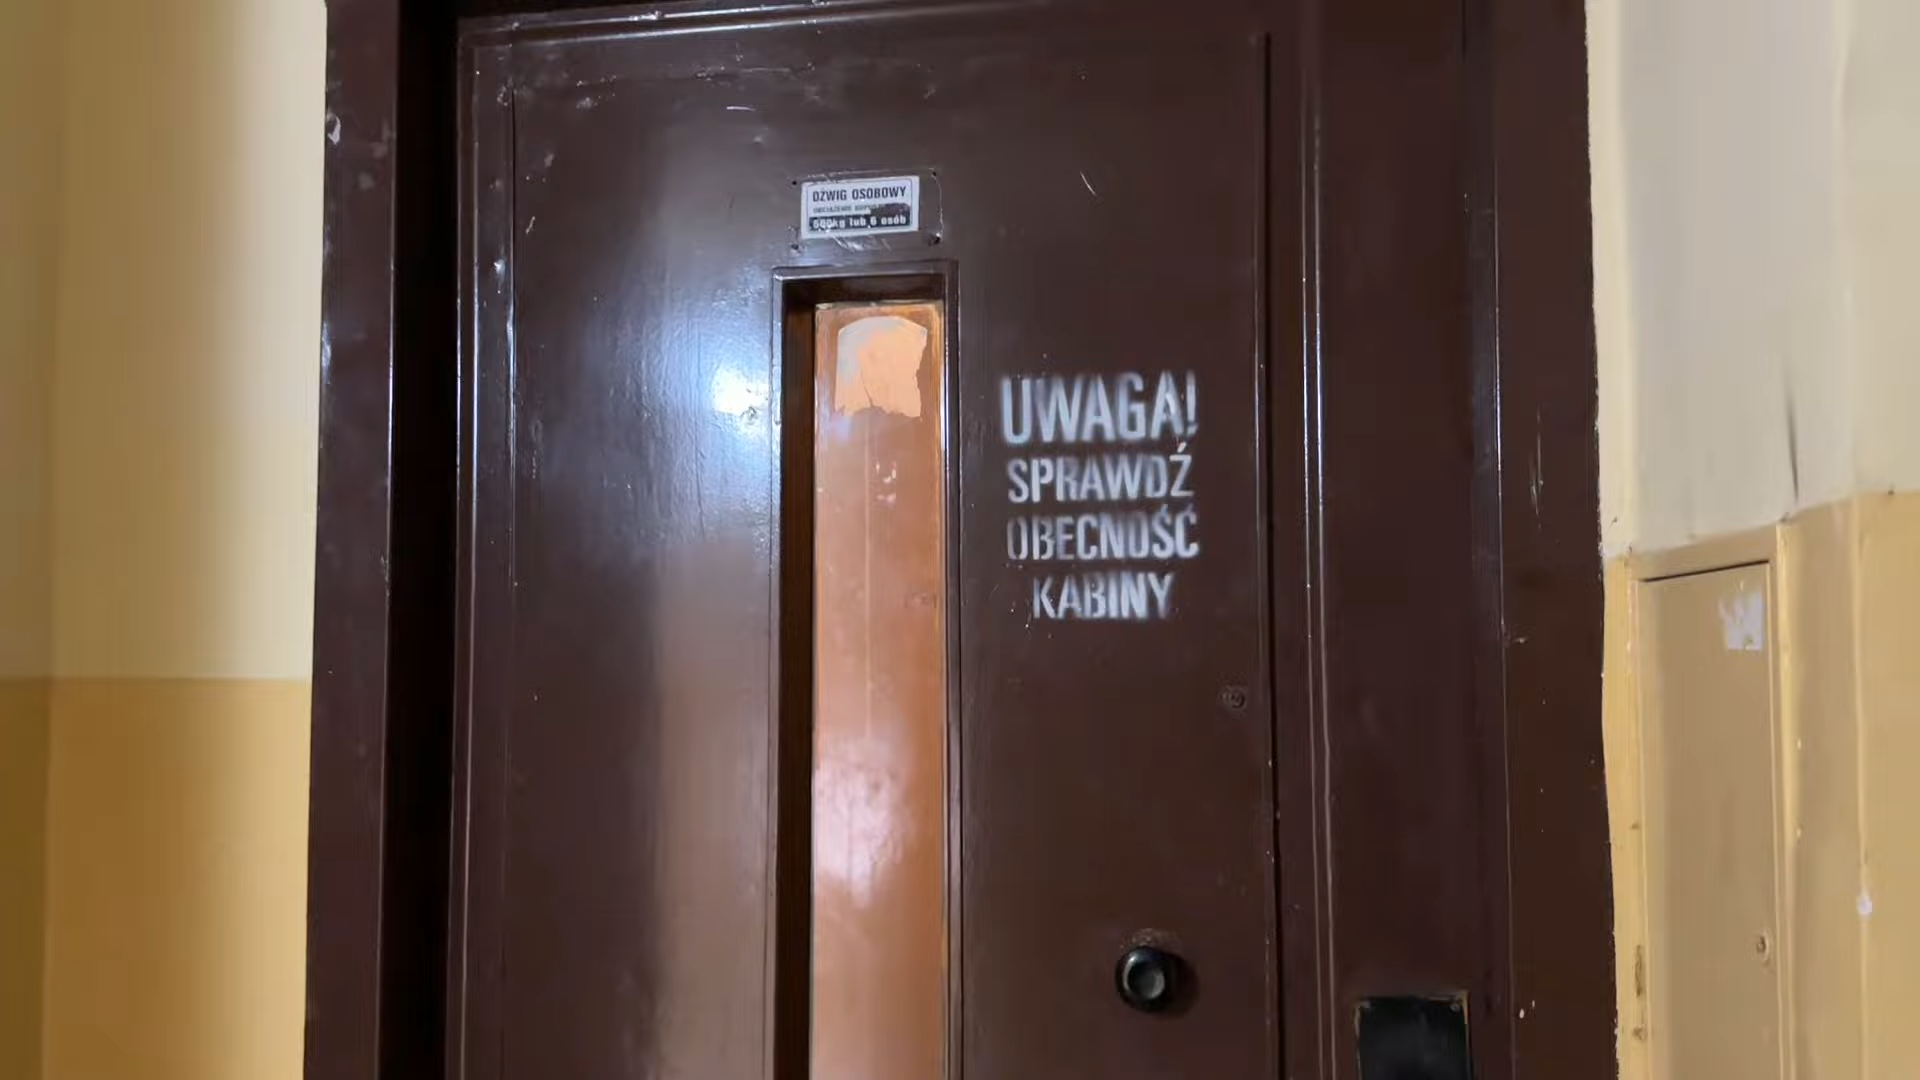 DŹWIG OSOBOWY
lub 6 osób
UWAGA!
SPRAWDŹ
OBECNOŚĆ
KABINY